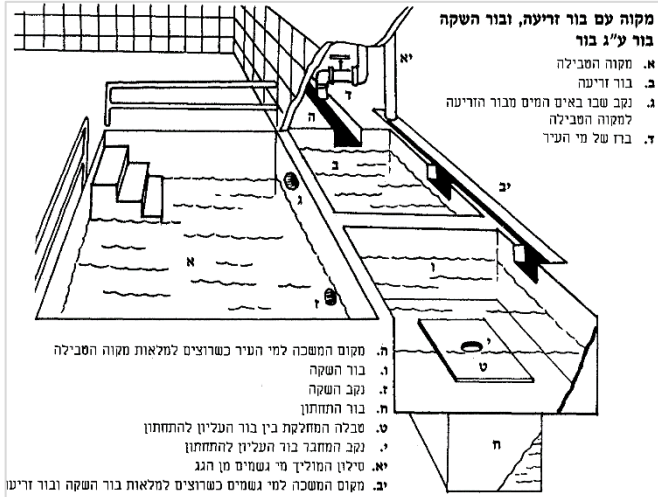 מקוה עם בור זריעה, ובור השקה
בור ע"ג בור
א. מקוה הטבילה
ב. בור זריעה
ג. נקב שבו באים המים מבור הזריעה
למקוה הטבילה
ד. ברז של מי העיר
יא
ד
ה
ב
יב
ג
א
ו
ז
י
ט
ח
ה. מקום המשכה למי העיר כשרוצים למלאות מקוה הטבילה
ו. בור השקה
ז. נקב השקה
ח. בור התחתון
ט. טבלה המחלקת בין בור העליון להתחתון
י. נקב המחבר בור העליון להתחתון
יא. סילון המוליך מי גשמים מן הגג
יב. מקום המשכה למי גשמים כשרוצים למלאות בור השקה ובור זריעו